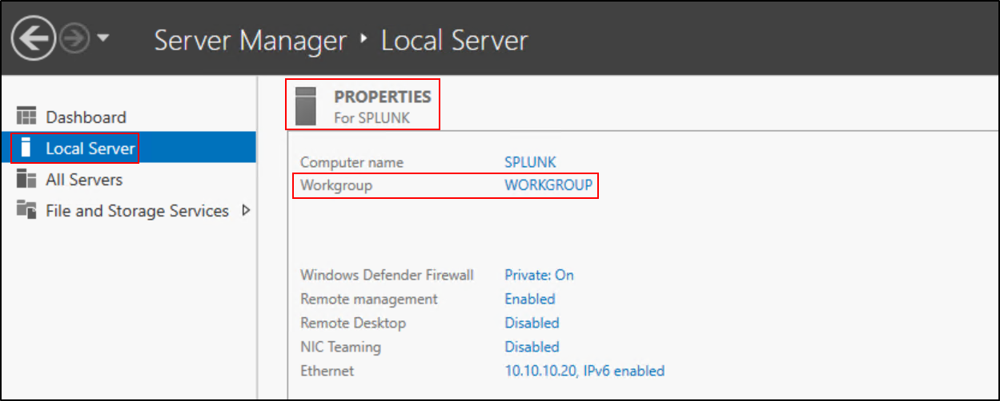 Server Manager ‣ Local Server
Dashboard
Local Server
All Servers
File and Storage Services
PROPERTIES
For SPLUNK
Computer name SPLUNK
Workgroup WORKGROUP
Windows Defender Firewall Private: On
Remote management Enabled
Remote Desktop Disabled
NIC Teaming Disabled
Ethernet 10.10.10.20, IPv6 enabled